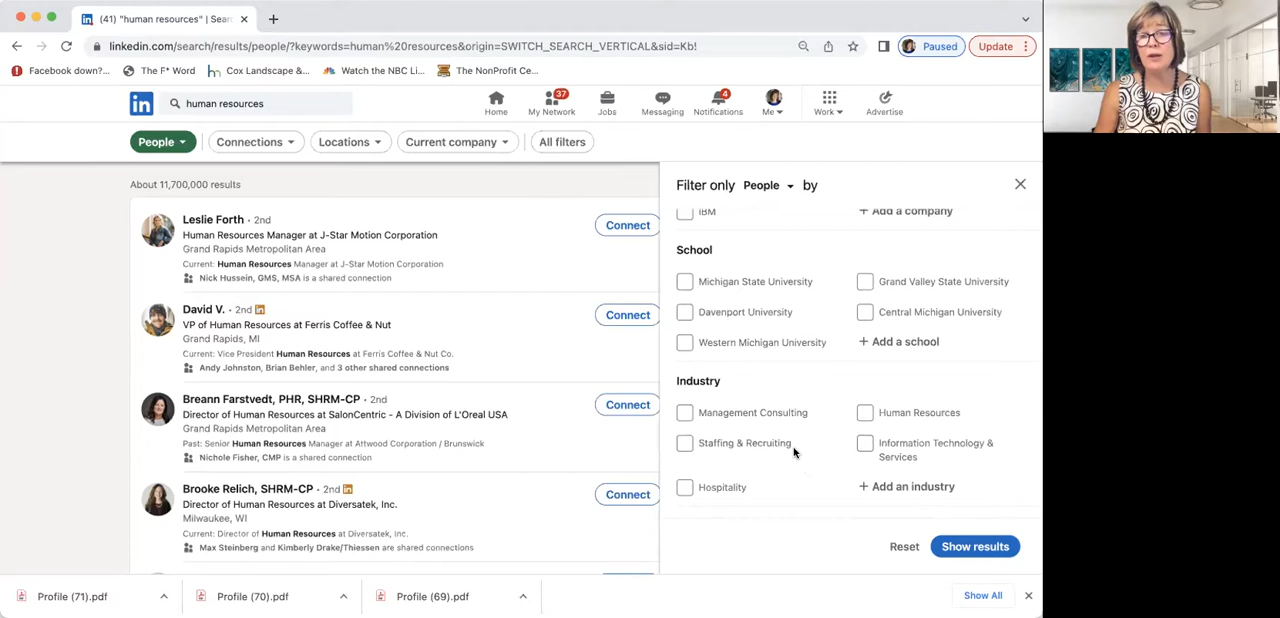 (41) "human resources" | Sear
linkedin.com/search/results/people/?keywords=human%20resources&origin=SWITCH_SEARCH_VERTICAL&sid=Kb!
Paused
Update
Facebook down?...
The F* Word
Cox Landscape &...
Watch the NBC Li...
The NonProfit Ce...
in
human resources
Home
37
My Network
Jobs
Messaging
4
Notifications
Me
Work
Advertise
People
Connections
Locations
Current company
All filters
About 11,700,000 results
Leslie Forth • 2nd
Human Resources Manager at J-Star Motion Corporation
Grand Rapids Metropolitan Area
Current: Human Resources Manager at J-Star Motion Corporation
Nick Hussein, GMS, MSA is a shared connection
Connect
David V. • 2nd in
VP of Human Resources at Ferris Coffee & Nut
Grand Rapids, MI
Current: Vice President Human Resources at Ferris Coffee & Nut Co.
Andy Johnston, Brian Behler, and 3 other shared connections
Connect
Breann Farstvedt, PHR, SHRM-CP • 2nd
Director of Human Resources at SalonCentric - A Division of L'Oreal USA
Grand Rapids Metropolitan Area
Past: Senior Human Resources Manager at Attwood Corporation / Brunswick
Nichole Fisher, CMP is a shared connection
Connect
Brooke Relich, SHRM-CP • 2nd in
Director of Human Resources at Diversatek, Inc.
Milwaukee, WI
Current: Director of Human Resources at Diversatek, Inc.
Max Steinberg and Kimberly Drake/Thiessen are shared connections
Connect
Filter only People by
IBM
+ Add a company
School
Michigan State University
Grand Valley State University
Davenport University
Central Michigan University
Western Michigan University
+ Add a school
Industry
Management Consulting
Human Resources
Staffing & Recruiting
Information Technology &
Services
Hospitality
+ Add an industry
Reset
Show results
Profile (71).pdf
Profile (70).pdf
Profile (69).pdf
Show All